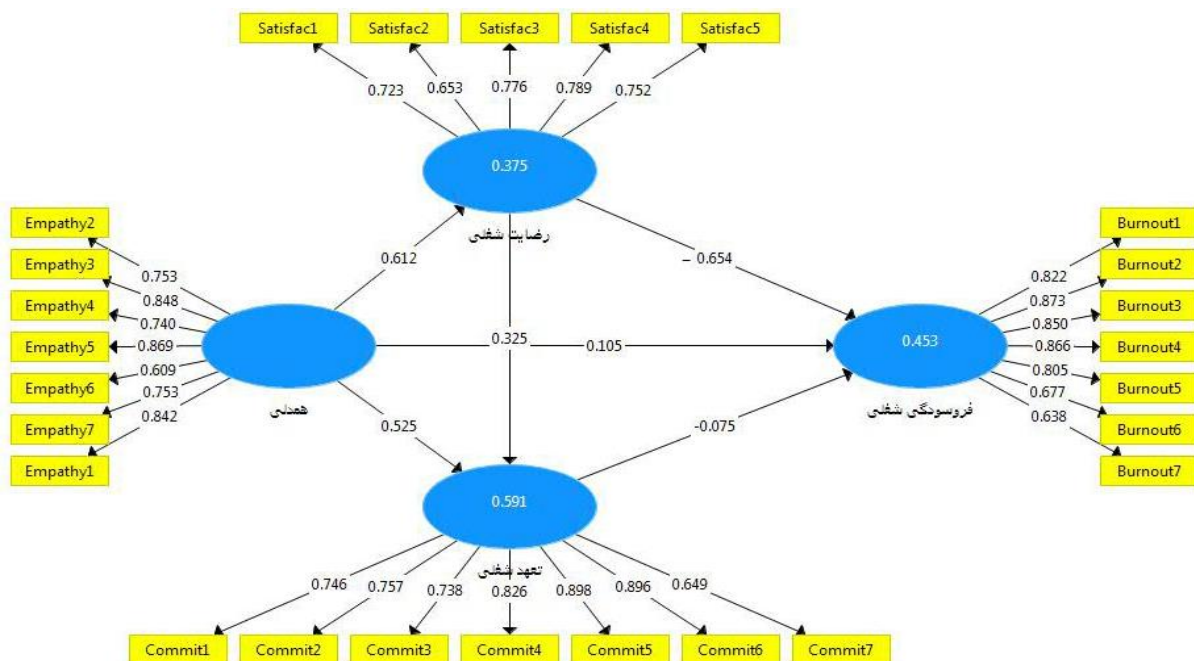 Satisfac1 Satisfac2 Satisfac3 Satisfac4 Satisfac5
0.723 0.653 0.776 0.789 0.752
0.375
رضایت شغلی
Empathy2
Empathy3
Empathy4
Empathy5
Empathy6
Empathy7
Empathy1
0.753
0.848
0.740
0.869
0.609
0.753
0.842
همدلی
0.612
0.525
0.325
0.105
– 0.654
-0.075
0.453
فروسودگی شغلی
0.822
0.873
0.850
0.866
0.805
0.677
0.638
Burnout1
Burnout2
Burnout3
Burnout4
Burnout5
Burnout6
Burnout7
0.591
تعهد شغلی
0.746 0.757 0.738 0.826 0.898 0.896 0.649
Commit1 Commit2 Commit3 Commit4 Commit5 Commit6 Commit7